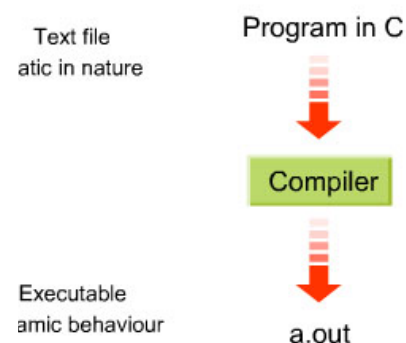 Text file
atic in nature
Program in C
Compiler
Executable
amic behaviour
a.out